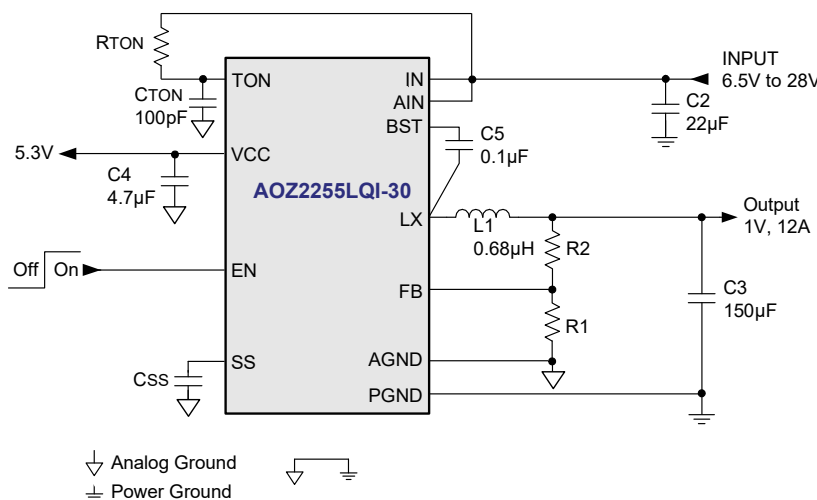 RTON
TON
CTON
100pF
5.3V
VCC
C4
4.7µF
AOZ2255LQI-30
Off On
EN
SS
CSS
IN
AIN
BST
C5
0.1µF
LX
L1
0.68µH
FB
AGND
PGND
INPUT
6.5V to 28V
C2
22µF
Output
1V, 12A
R2
R1
C3
150µF
Analog Ground
Power Ground